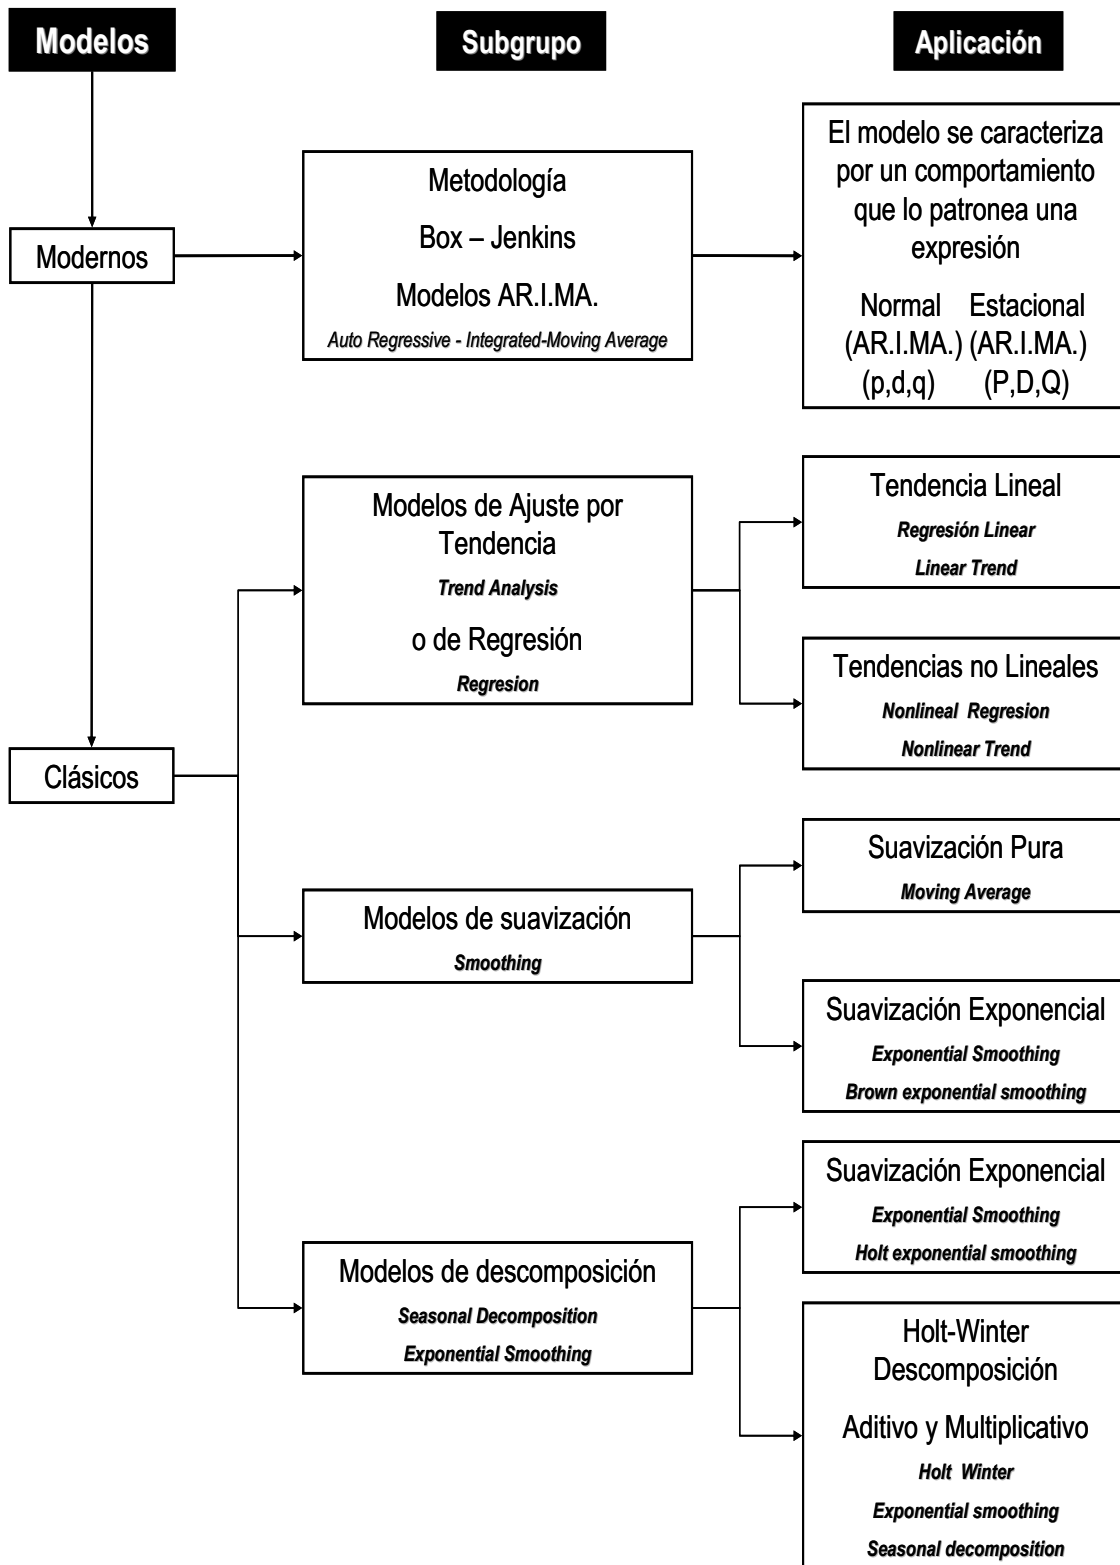 Modelos
Subgrupo
Aplicación
Modernos
Metodología
Box – Jenkins
Modelos AR.I.MA.
Auto Regressive - Integrated-Moving Average
El modelo se caracteriza
por un comportamiento
que lo patronea una
expresión
Normal Estacional
(AR.I.MA.) (AR.I.MA.)
(p,d,q) (P,D,Q)
Clásicos
Modelos de Ajuste por
Tendencia
Trend Analysis
o de Regresión
Regresion
Tendencia Lineal
Regresión Linear
Linear Trend
Tendencias no Lineales
Nonlineal Regresion
Nonlinear Trend
Modelos de suavización
Smoothing
Suavización Pura
Moving Average
Suavización Exponencial
Exponential Smoothing
Brown exponential smoothing
Modelos de descomposición
Seasonal Decomposition
Exponential Smoothing
Suavización Exponencial
Exponential Smoothing
Holt exponential smoothing
Holt-Winter
Descomposición
Aditivo y Multiplicativo
Holt Winter
Exponential smoothing
Seasonal decomposition